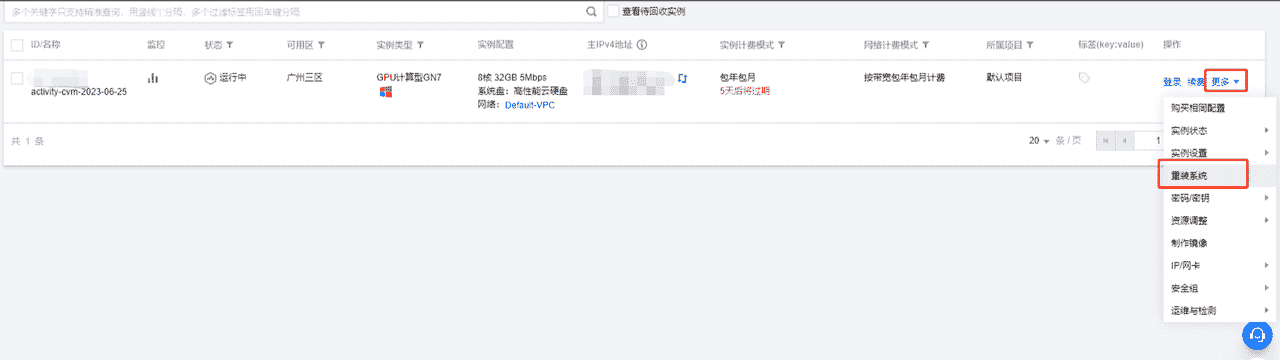 多个关键字只支持精准查询，用竖线"|"分隔，多个过滤标签用回车键分隔
查看待回收实例
ID/名称 监控 状态 可用区 实例类型 实例配置 主IPv4地址 实例计费模式 网络计费模式 所属项目 标签(key:value) 操作
activity-cvm-2023-06-25
运行中
广州三区
GPU计算型GN7
8核 32GB 5Mbps
系统盘：高性能云硬盘
网络：Default-VPC
包年包月
5天后将过期
按带宽包年包月计费
默认项目
登录 续费 更多
购买相同配置
实例状态
实例设置
重装系统
密码/密钥
资源调整
制作镜像
IP/网卡
安全组
运维与检测
共 1 条
20 条 / 页
1